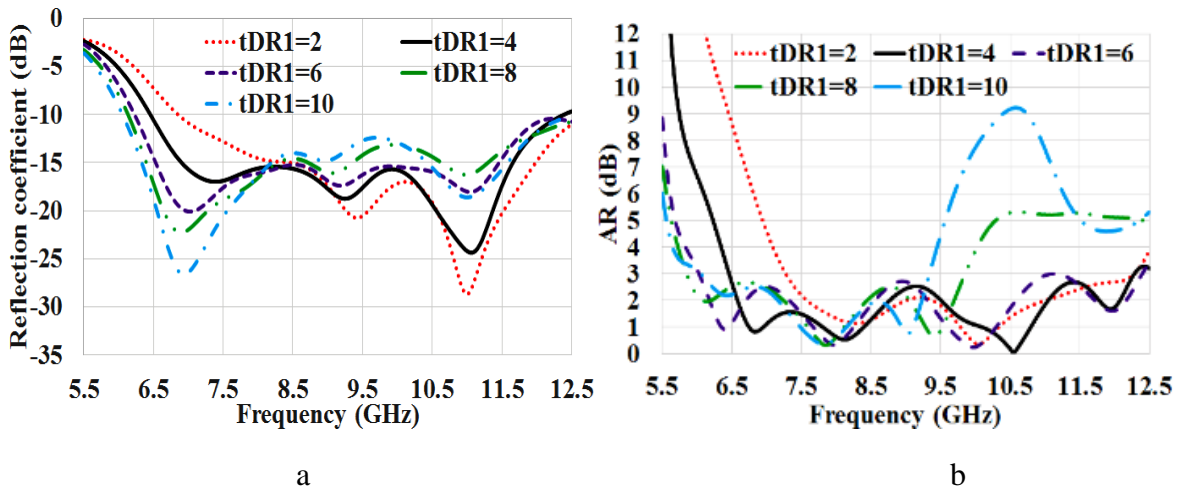 Reflection coefficient (dB)
0
-5
-10
-15
-20
-25
-30
-35
tDR1=2 tDR1=4
tDR1=6 tDR1=8
tDR1=10
5.5 6.5 7.5 8.5 9.5 10.5 11.5 12.5
Frequency (GHz)
a
AR (dB)
12
11
10
9
8
7
6
5
4
3
2
1
0
tDR1=2 tDR1=4 tDR1=6
tDR1=8 tDR1=10
5.5 6.5 7.5 8.5 9.5 10.5 11.5 12.5
Frequency (GHz)
b